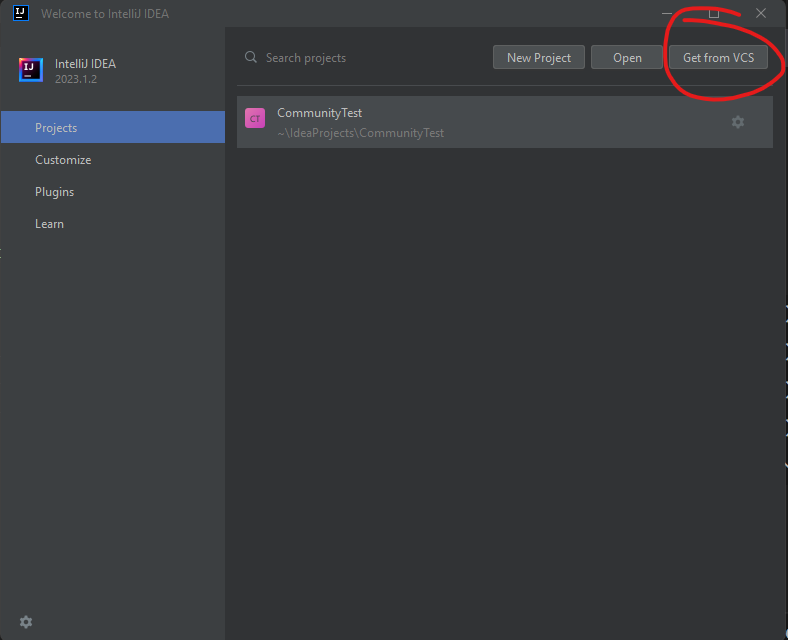 IJ Welcome to IntelliJ IDEA
IJ
IntelliJ IDEA
2023.1.2
Projects
Customize
Plugins
Learn
Search projects
New Project
Open
Get from VCS
CT
CommunityTest
~\IdeaProjects\CommunityTest